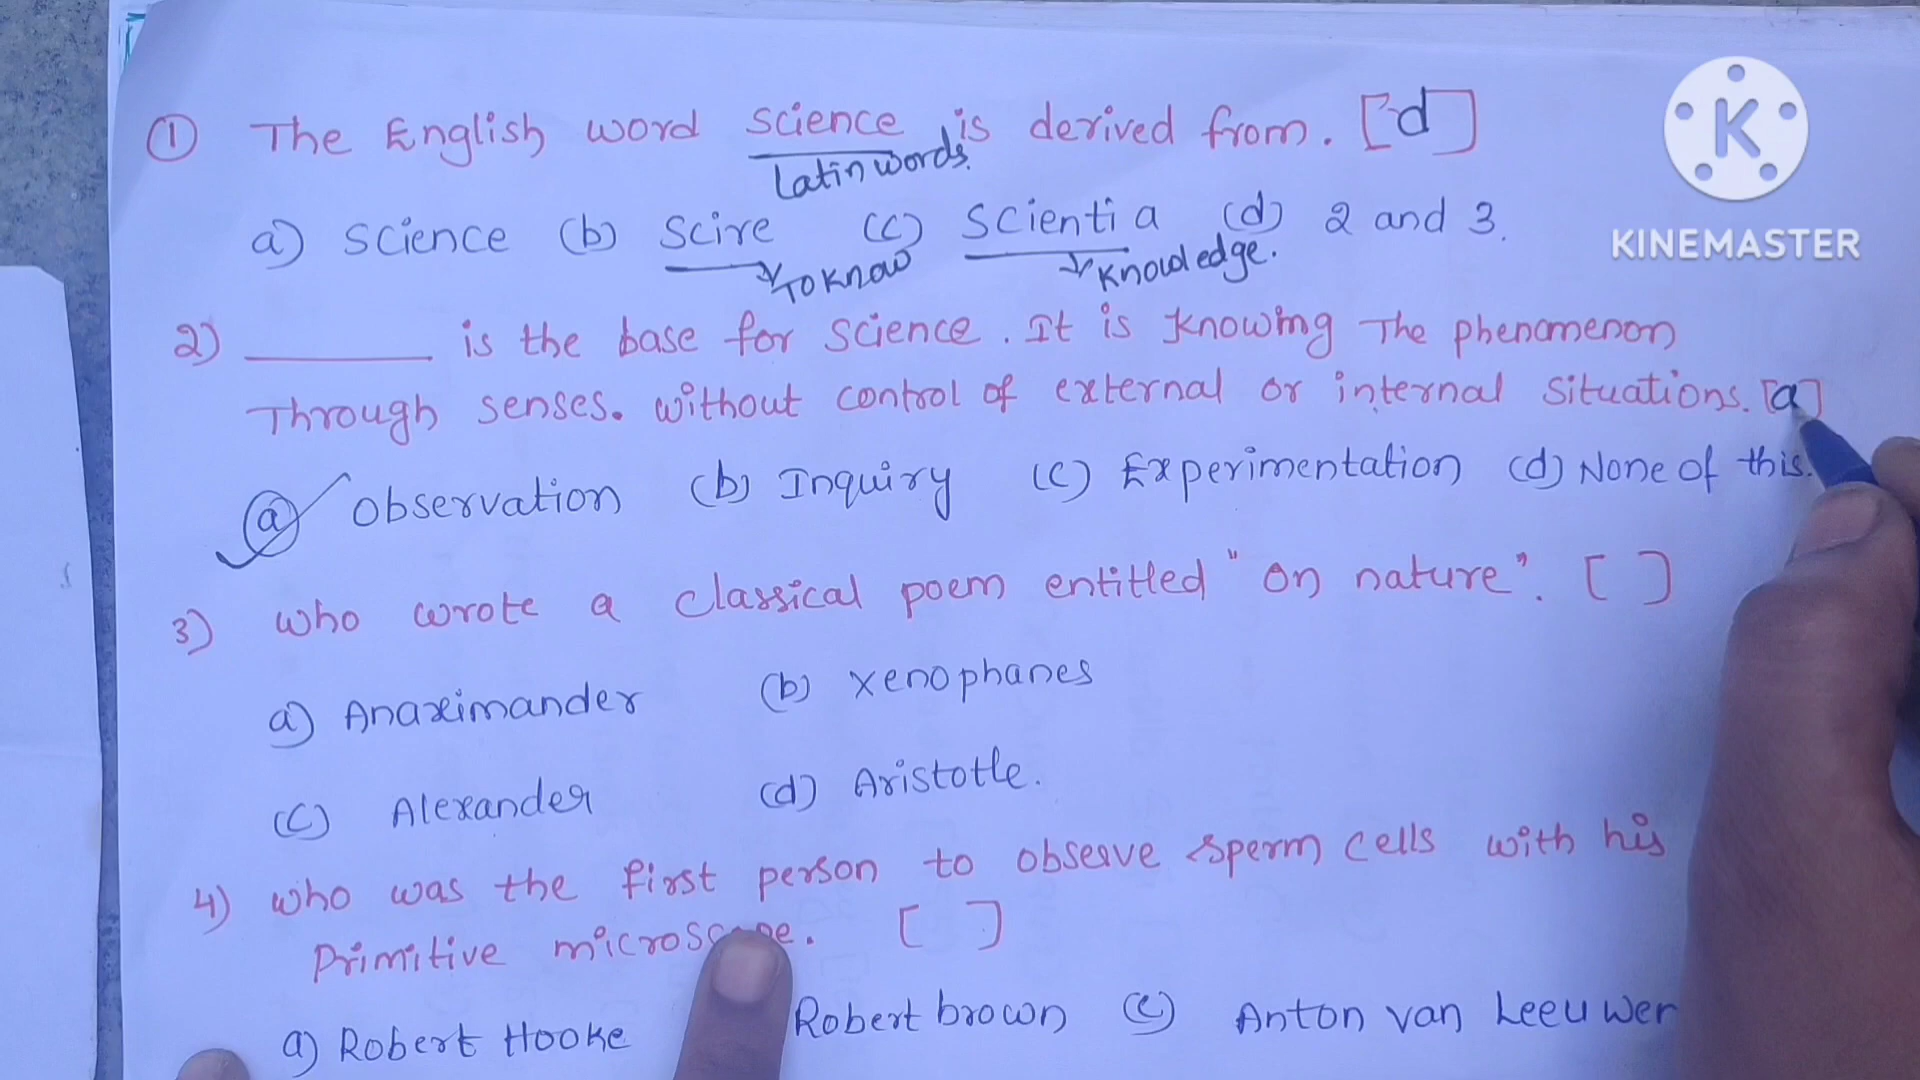 ① The English word science is derived from. [d]
Latin words.
a) science (b) scire (c) scientia (d) 2 and 3.
To know
Knowledge.
2) ______ is the base for science. It is knowing the phenomenon
Through senses. without control of external or internal situations. [a]
ⓐ observation (b) Inquiry (c) Experimentation (d) None of this.
3) who wrote a classical poem entitled "on nature". [ ]
a) Anaximander (b) xenophanes
(c) Alexander (d) Aristotle.
4) who was the first person to observe sperm cells with his
Primitive [ ]
a) Robert Hooke Robert brown (c) Anton van Leeuwen
K
KINEMASTER